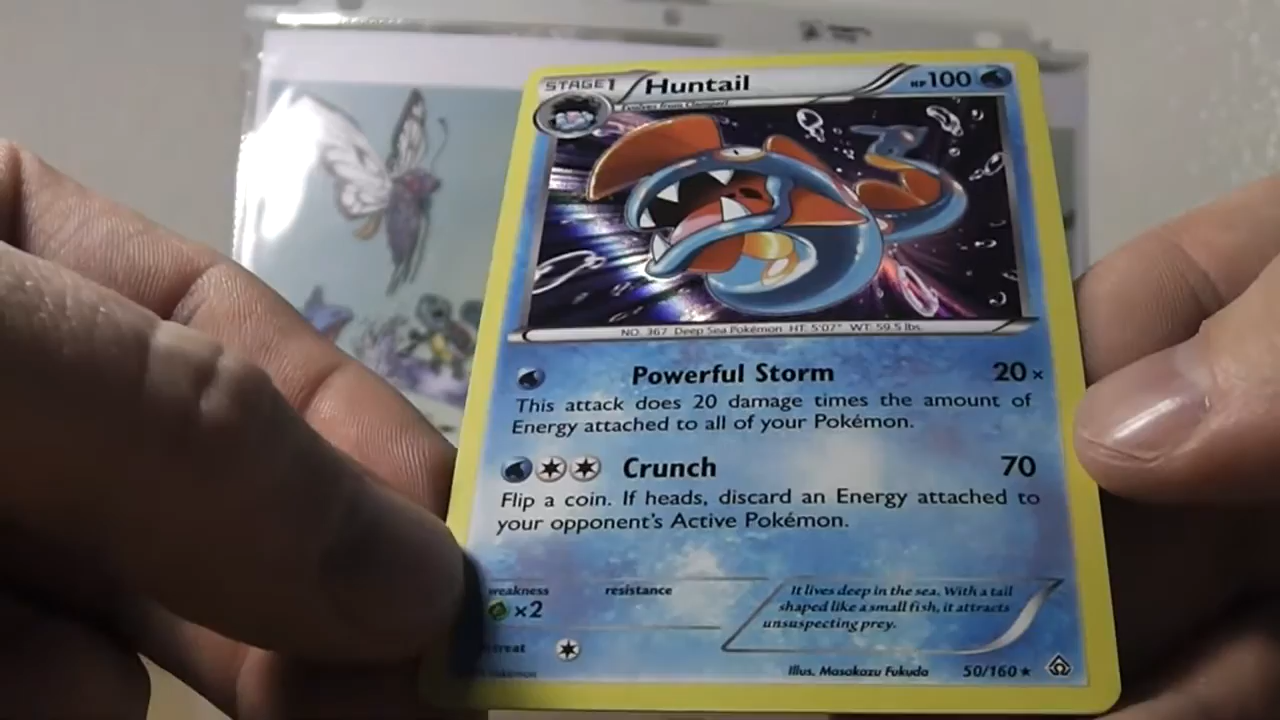 STAGE1 Huntail HP100
Evolves from Clamperl
NO. 367 Deep Sea Pokémon HT: 5'07" WT: 59.5 lbs.
Powerful Storm 20×
This attack does 20 damage times the amount of
Energy attached to all of your Pokémon.
Crunch 70
Flip a coin. If heads, discard an Energy attached to
your opponent's Active Pokémon.
weakness resistance
×2
It lives deep in the sea. With a tail
shaped like a small fish, it attracts
unsuspecting prey.
Illus. Masakazu Fukuda 50/160 ★